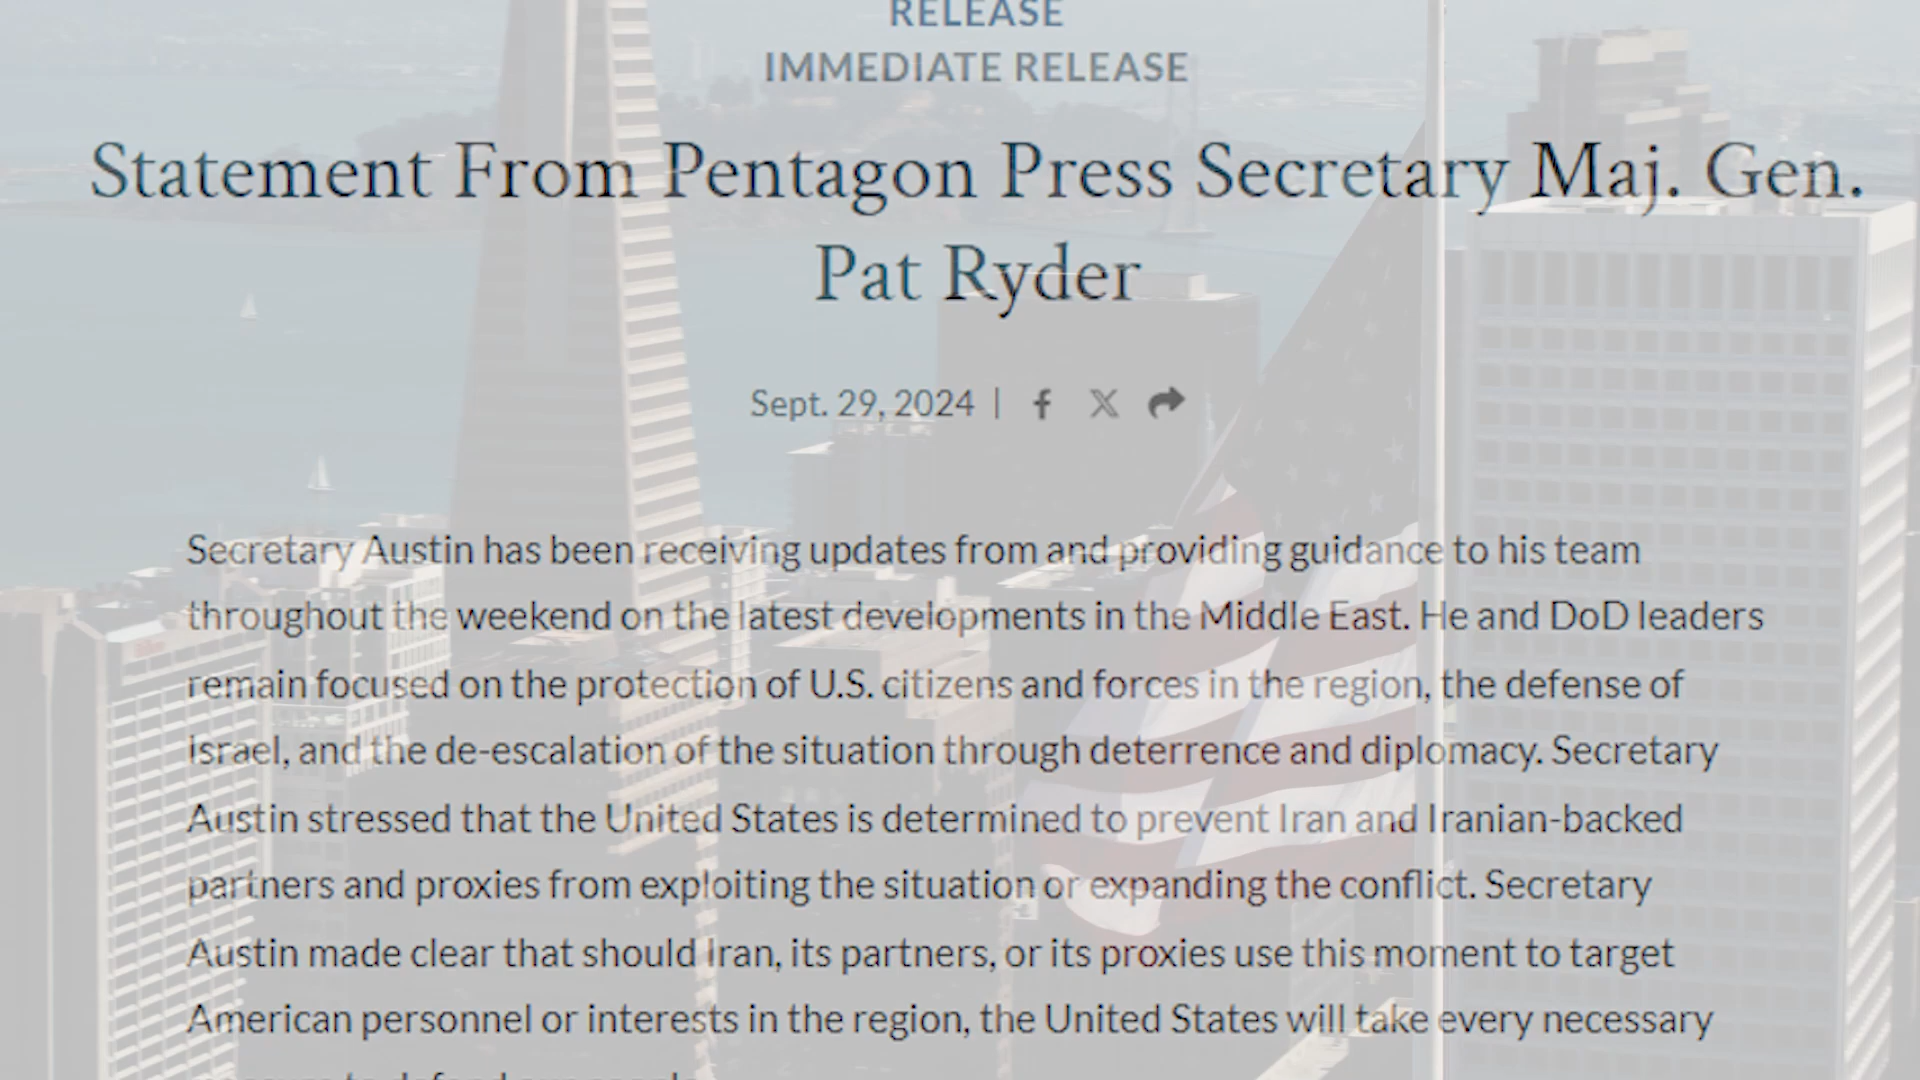 RELEASE
IMMEDIATE RELEASE
Statement From Pentagon Press Secretary Maj. Gen.
Pat Ryder
Sept. 29, 2024 |
Secretary Austin has been receiving updates from and providing guidance to his team
throughout the weekend on the latest developments in the Middle East. He and DoD leaders
remain focused on the protection of U.S. citizens and forces in the region, the defense of
Israel, and the de-escalation of the situation through deterrence and diplomacy. Secretary
Austin stressed that the United States is determined to prevent Iran and Iranian-backed
partners and proxies from exploiting the situation or expanding the conflict. Secretary
Austin made clear that should Iran, its partners, or its proxies use this moment to target
American personnel or interests in the region, the United States will take every necessary